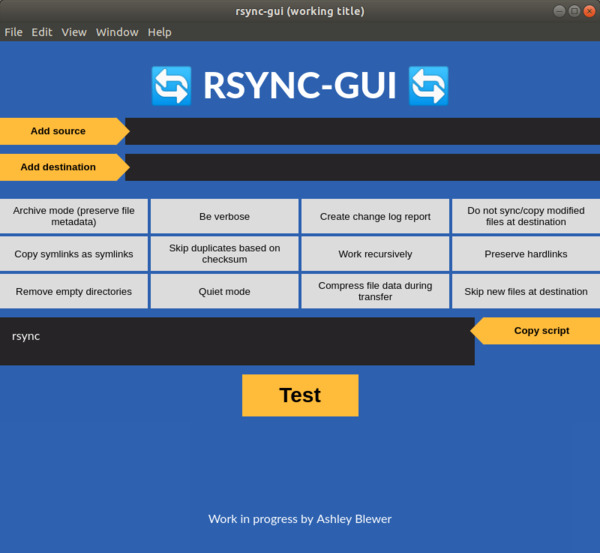 rsync-gui (working title)
File Edit View Window Help
RSYNC-GUI
Add source
Add destination
Archive mode (preserve file
metadata)
Be verbose
Create change log report
Do not sync/copy modified
files at destination
Copy symlinks as symlinks
Skip duplicates based on
checksum
Work recursively
Preserve hardlinks
Remove empty directories
Quiet mode
Compress file data during
transfer
Skip new files at destination
rsync
Copy script
Test
Work in progress by Ashley Blewer